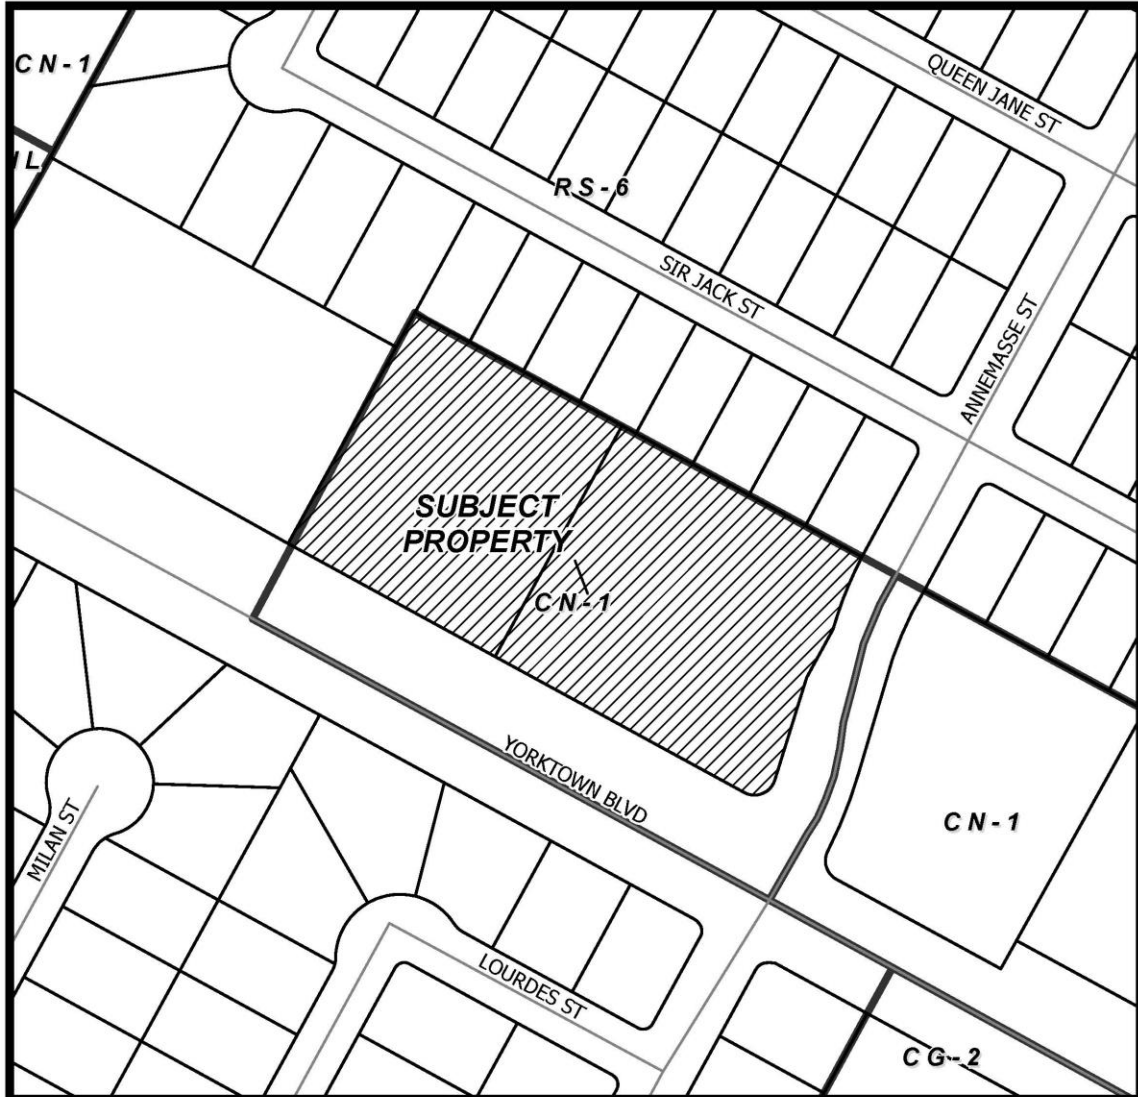 CN-1
QUEEN JANE ST
IL
RS-6
SIR JACK ST
ANNEMASSE ST
SUBJECT
PROPERTY
CN-1
YORKTOWN BLVD
CN-1
MILAN ST
LOURDES ST
CG-2